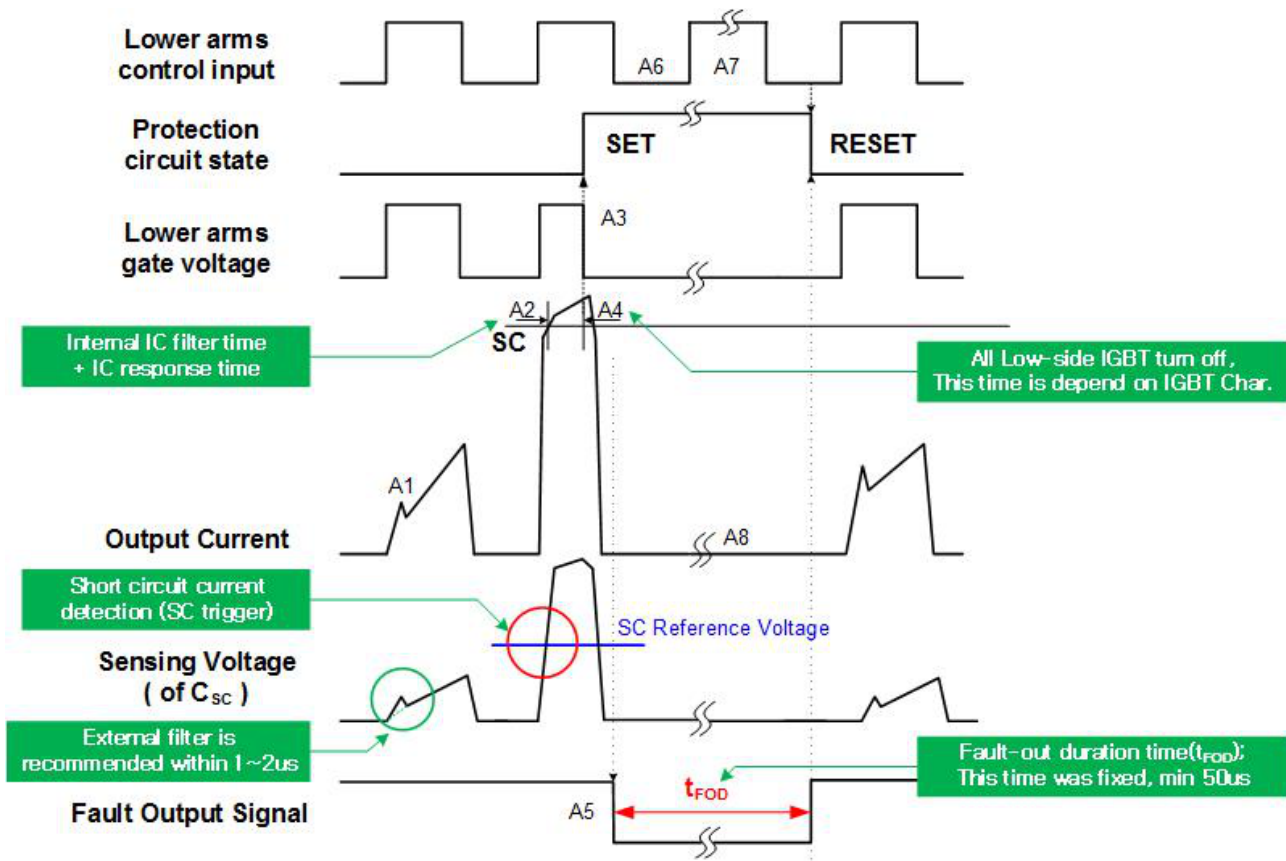 Lower arms
control input
A6
A7
Protection
circuit state
SET
RESET
Lower arms
gate voltage
A3
A2
A4
SC
Internal IC filter time
+ IC response time
All Low-side IGBT turn off,
This time is depend on IGBT Char.
A1
Output Current
A8
Short circuit current
detection (SC trigger)
SC Reference Voltage
Sensing Voltage
( of CSC )
External filter is
recommended within 1~2us
Fault-out duration time(tFOD);
This time was fixed, min 50us
tFOD
A5
Fault Output Signal